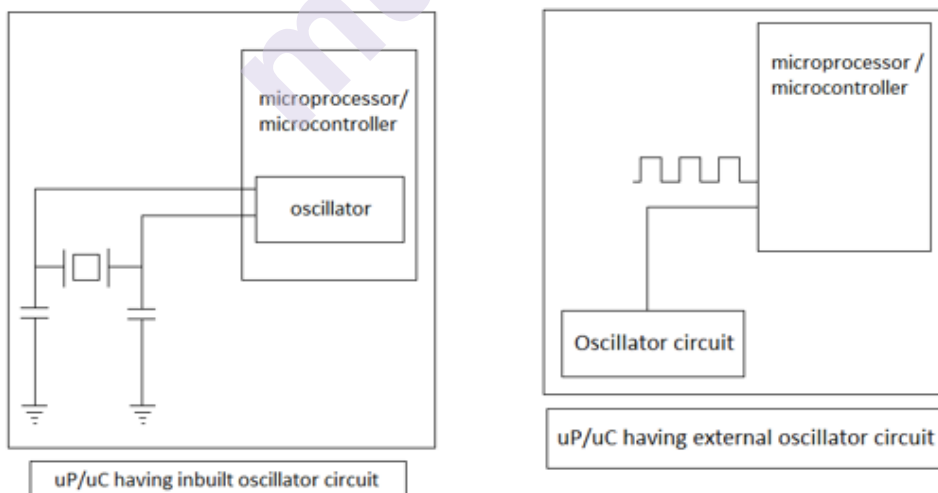 microprocessor/
microcontroller
oscillator
uP/uC having inbuilt oscillator circuit
microprocessor /
microcontroller
Oscillator circuit
uP/uC having external oscillator circuit